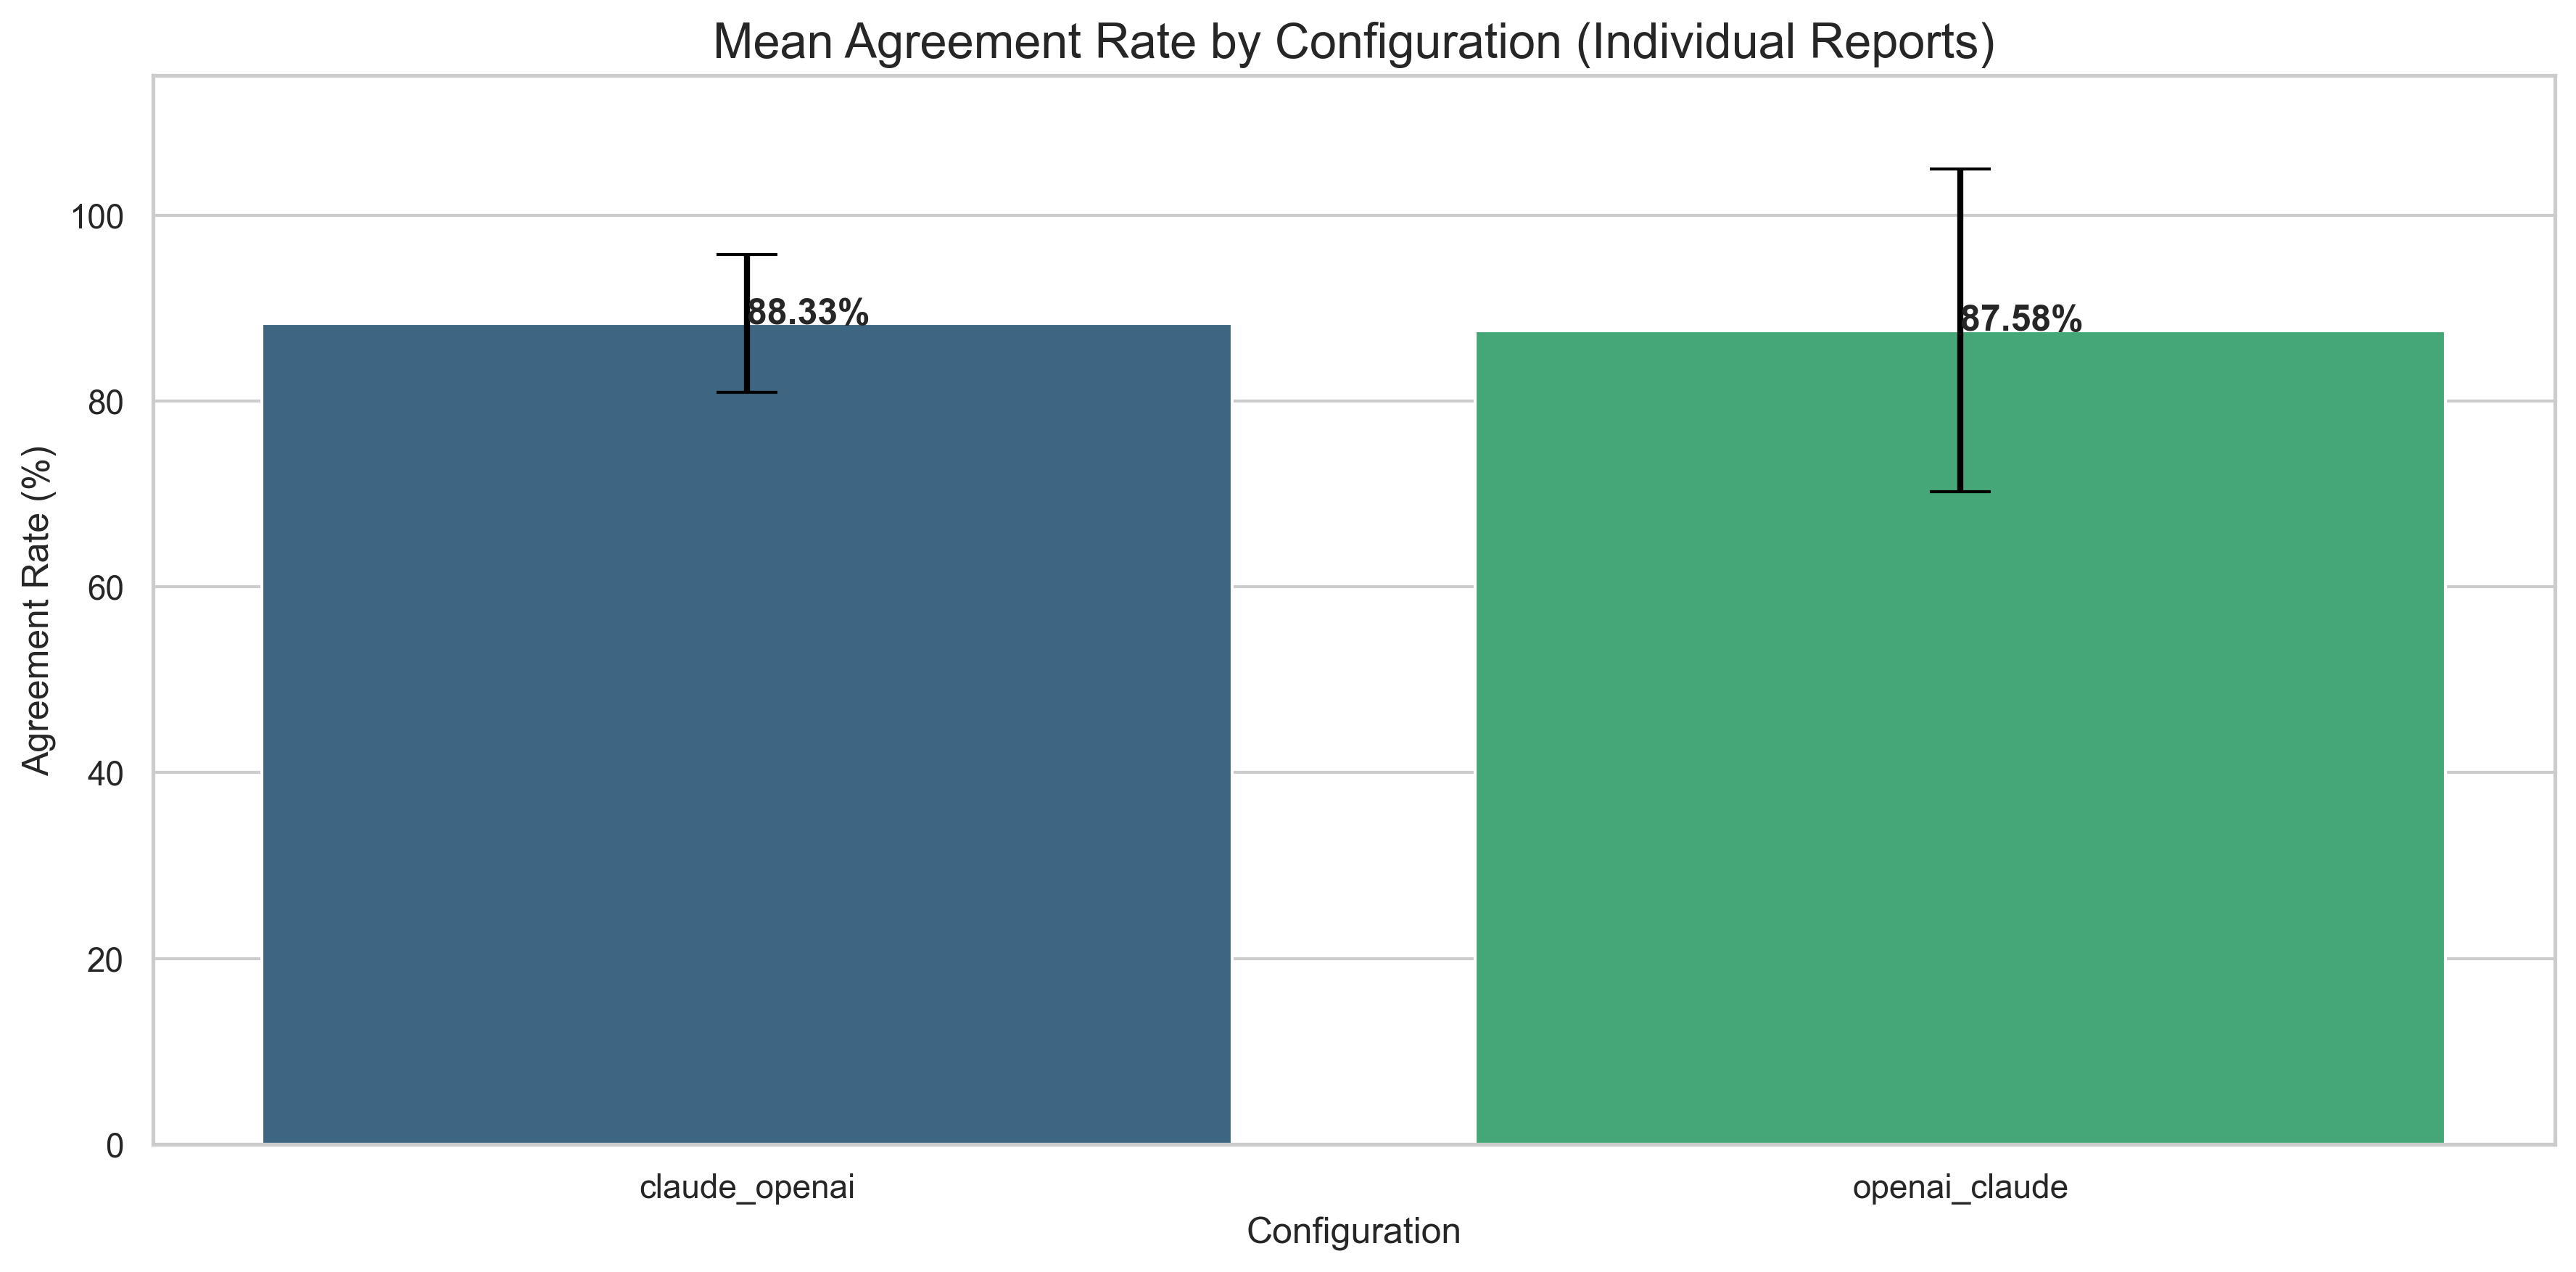 Mean Agreement Rate by Configuration (Individual Reports)
100
80
60
40
20
0
Agreement Rate (%)
88.33%
87.58%
claude_openai
openai_claude
Configuration